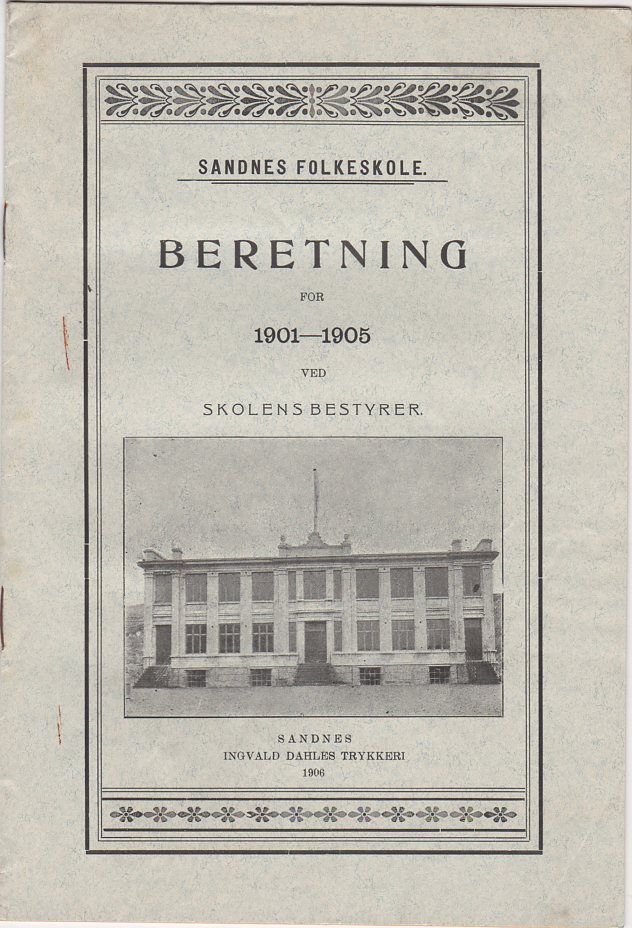 SANDNES FOLKESKOLE.
BERETNING
FOR
1901—1905
VED
SKOLENS BESTYRER.
SANDNES
INGVALD DAHLES TRYKKERI
1906